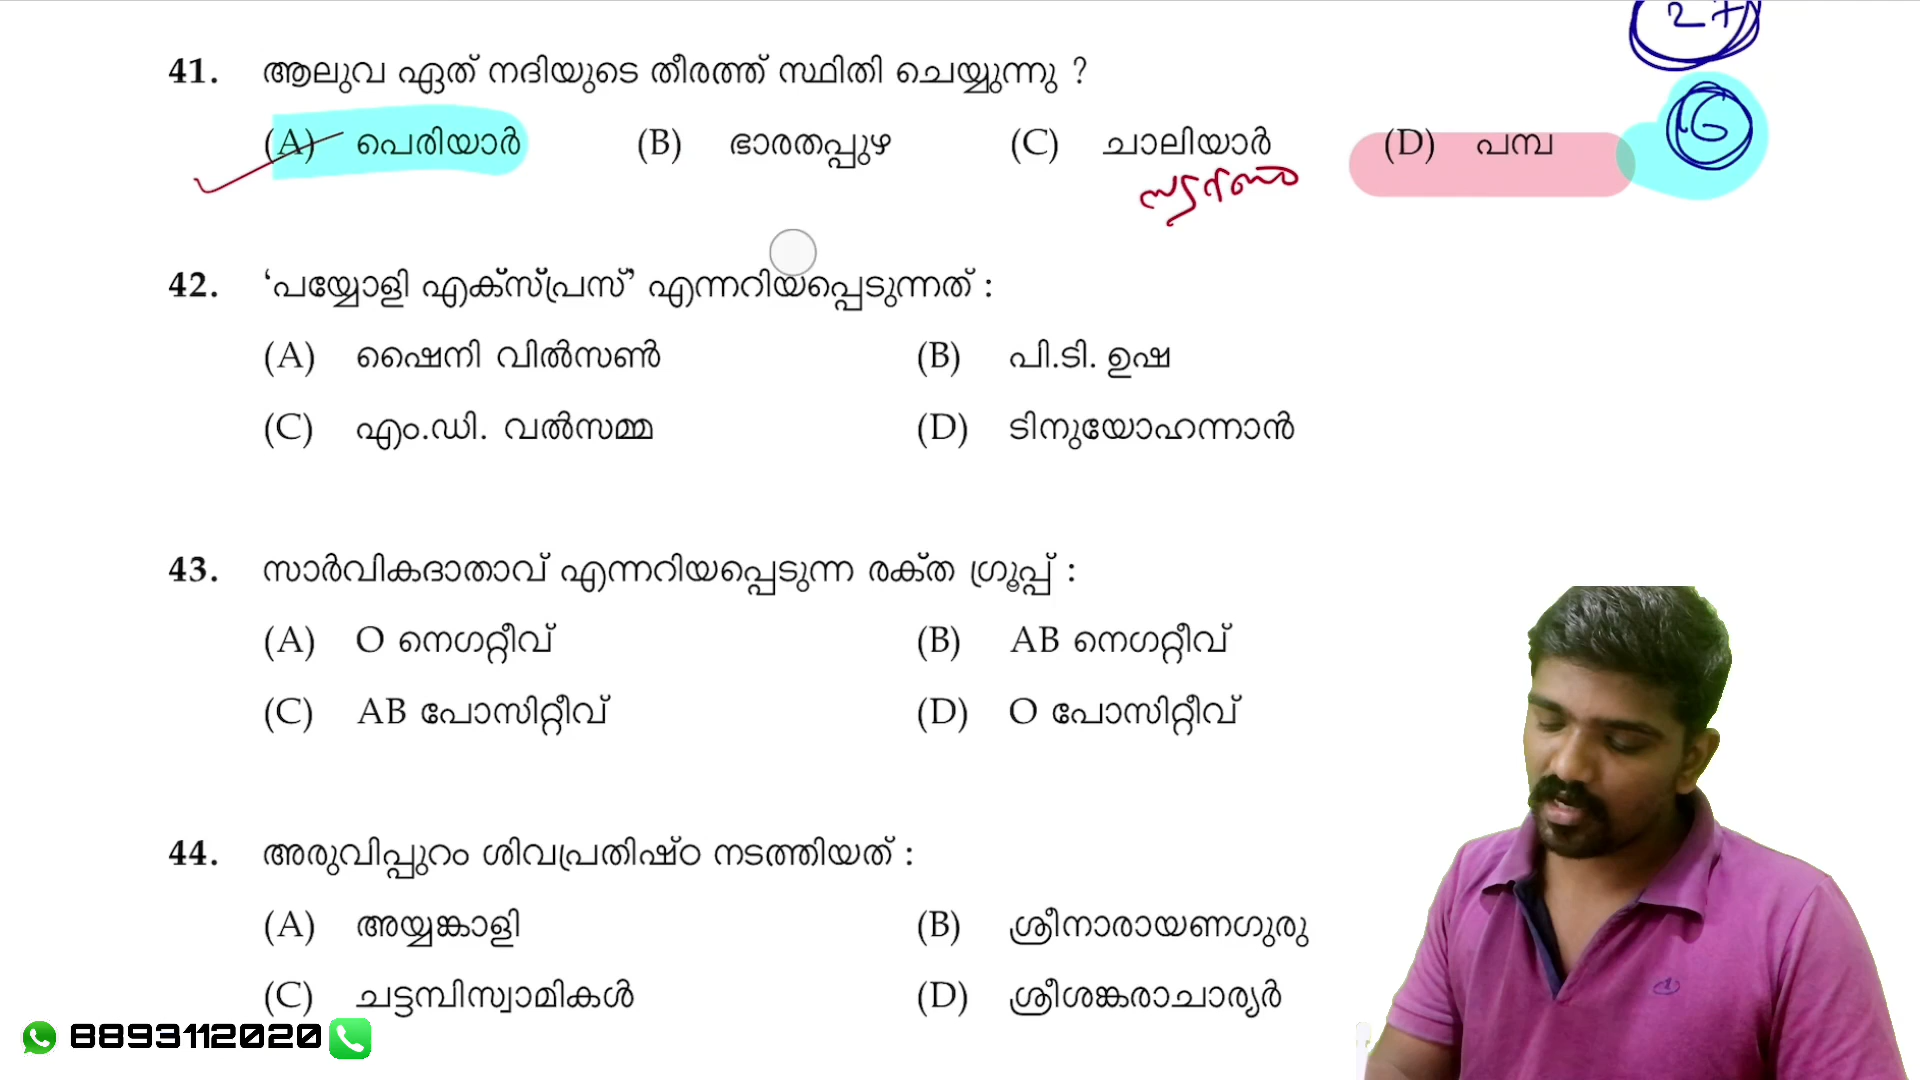 27
41. ആലുവ ഏത് നദിയുടെ തീരത്ത് സ്ഥിതി ചെയ്യുന്നു ?
(A) പെരിയാർ (B) ഭാരതപ്പുഴ (C) ചാലിയാർ (D) പമ്പ
6
42. ‘പയ്യോളി എക്സ്പ്രസ്’ എന്നറിയപ്പെടുന്നത് :
(A) ഷൈനി വിൽസൺ (B) പി.ടി. ഉഷ
(C) എം.ഡി. വൽസമ്മ (D) ടിനുയോഹന്നാൻ
43. സാർവികദാതാവ് എന്നറിയപ്പെടുന്ന രക്ത ഗ്രൂപ്പ് :
(A) O നെഗറ്റീവ് (B) AB നെഗറ്റീവ്
(C) AB പോസിറ്റീവ് (D) O പോസിറ്റീവ്
44. അരുവിപ്പുറം ശിവപ്രതിഷ്ഠ നടത്തിയത് :
(A) അയ്യങ്കാളി (B) ശ്രീനാരായണഗുരു
(C) ചട്ടമ്പിസ്വാമികൾ (D) ശ്രീശങ്കരാചാര്യർ
8893112020